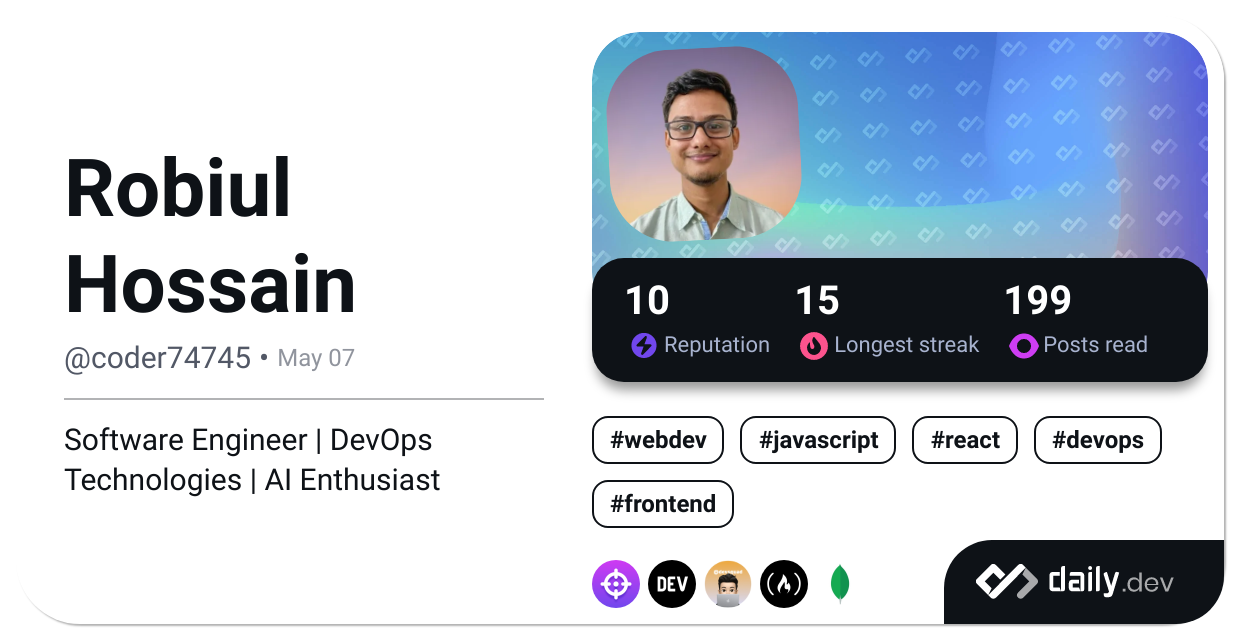 Robiul
Hossain
@coder74745 • May 07
Software Engineer | DevOps
Technologies | AI Enthusiast
10 15 199
Reputation Longest streak Posts read
#webdev #javascript #react #devops
#frontend
DEV
daily.dev